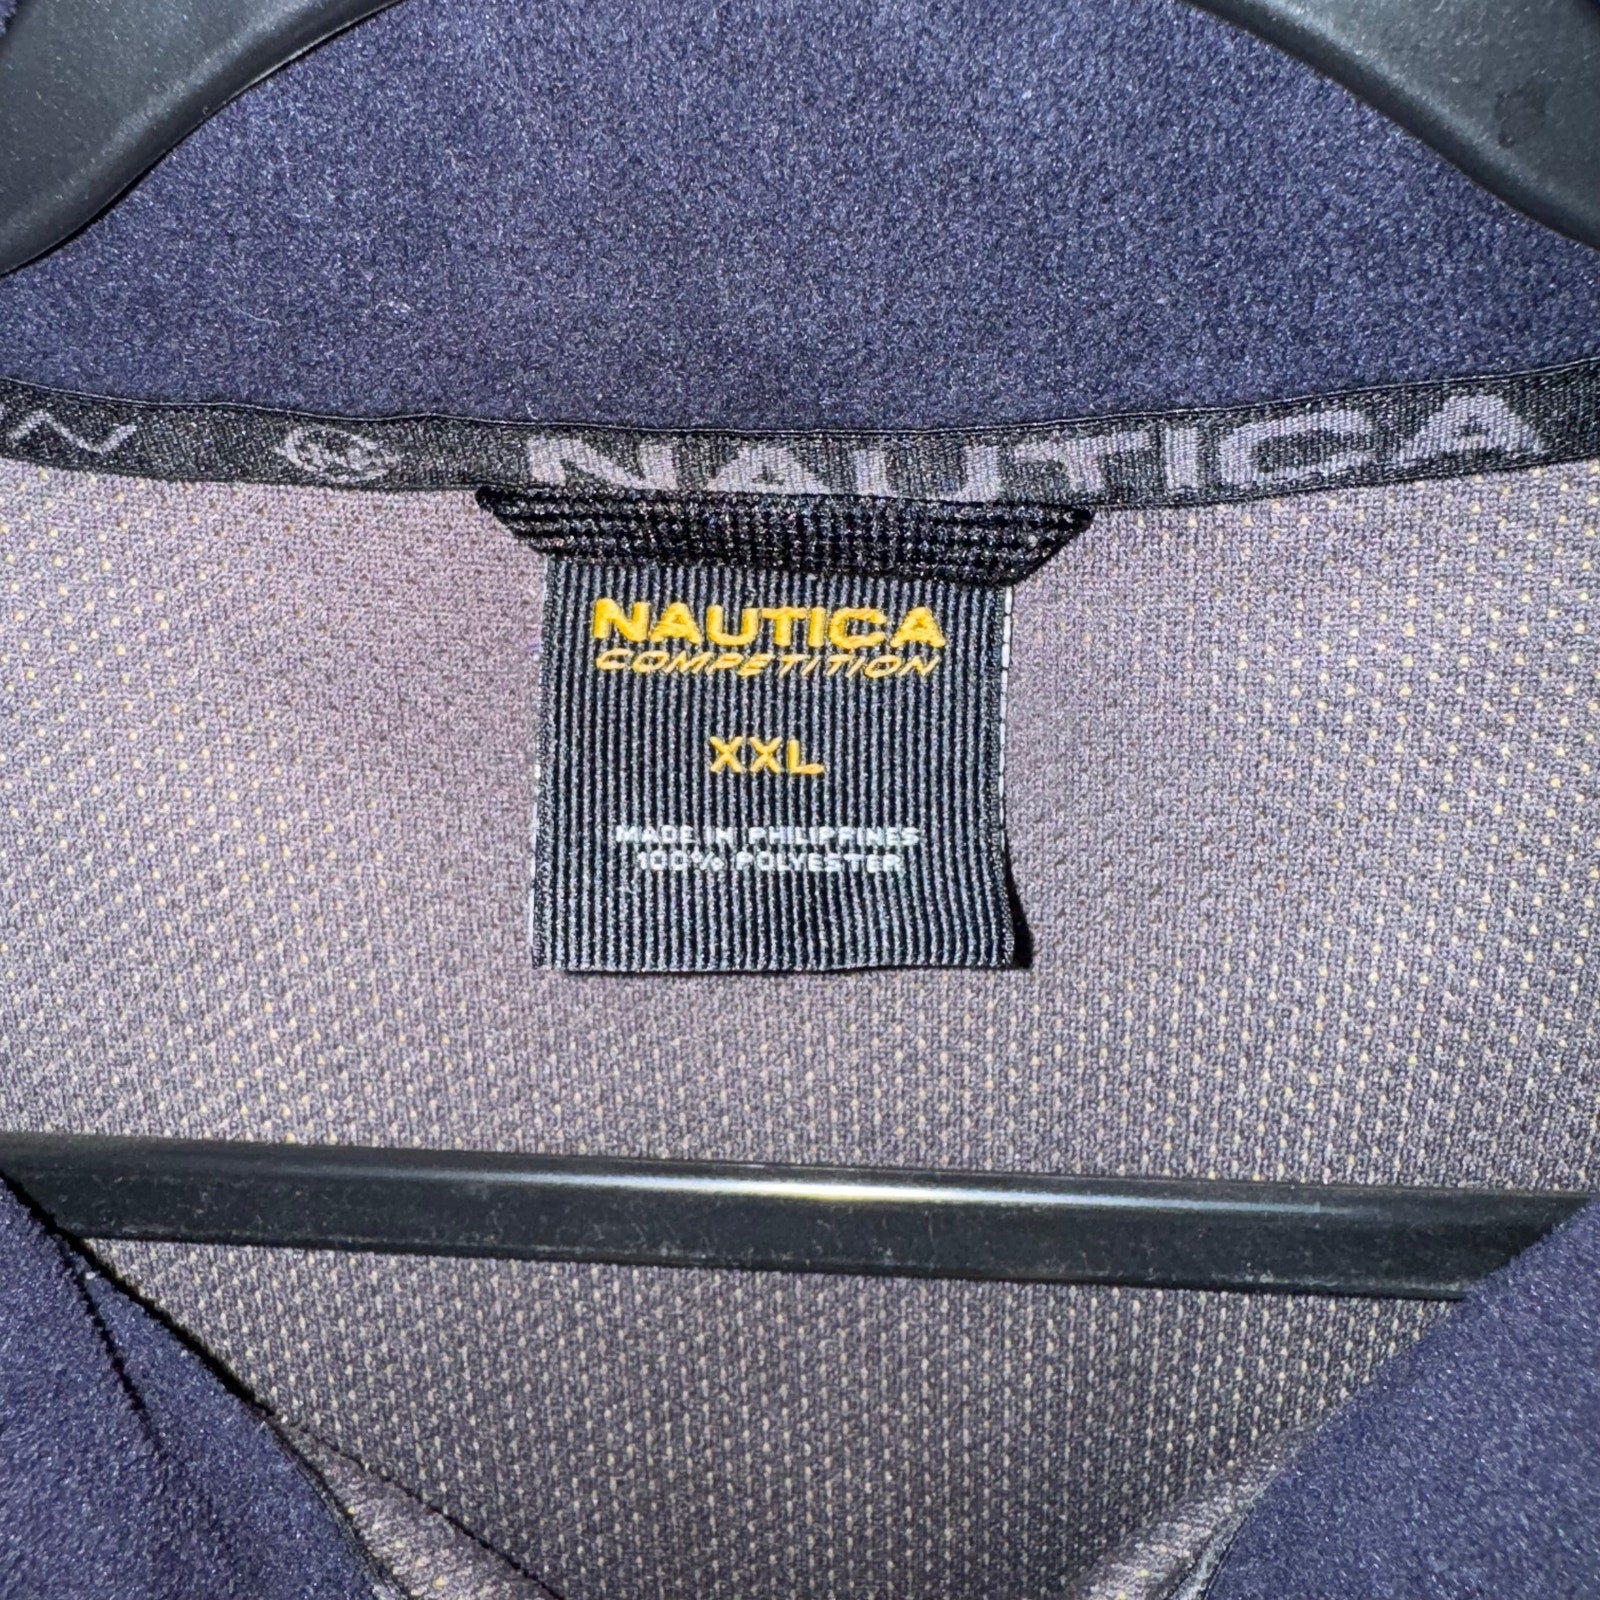 NAUTICA
NAUTICA
COMPETITION
XXL
MADE IN PHILIPPINES
100% POLYESTER